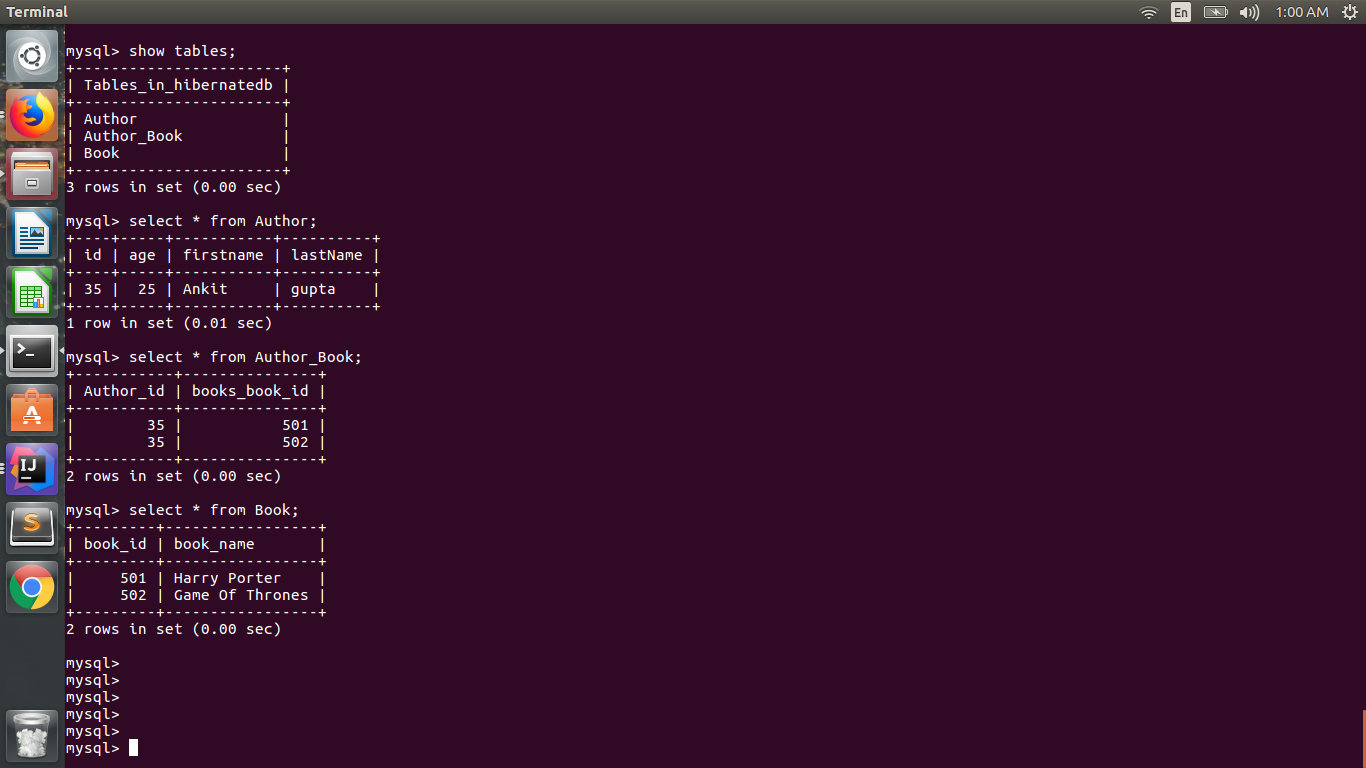 Terminal
En
1:00 AM
mysql> show tables;
+-----------------------+
| Tables_in_hibernatedb |
+-----------------------+
| Author                |
| Author_Book           |
| Book                  |
+-----------------------+
3 rows in set (0.00 sec)
mysql> select * from Author;
+----+-----+-----------+----------+
| id | age | firstname | lastName |
+----+-----+-----------+----------+
| 35 |  25 | Ankit     | gupta    |
+----+-----+-----------+----------+
1 row in set (0.01 sec)
mysql> select * from Author_Book;
+-----------+---------------+
| Author_id | books_book_id |
+-----------+---------------+
|        35 |           501 |
|        35 |           502 |
+-----------+---------------+
2 rows in set (0.00 sec)
mysql> select * from Book;
+---------+-----------------+
| book_id | book_name       |
+---------+-----------------+
|     501 | Harry Porter    |
|     502 | Game Of Thrones |
+---------+-----------------+
2 rows in set (0.00 sec)
mysql>
mysql>
mysql>
mysql>
mysql>
mysql>
>_
A
IJ
S